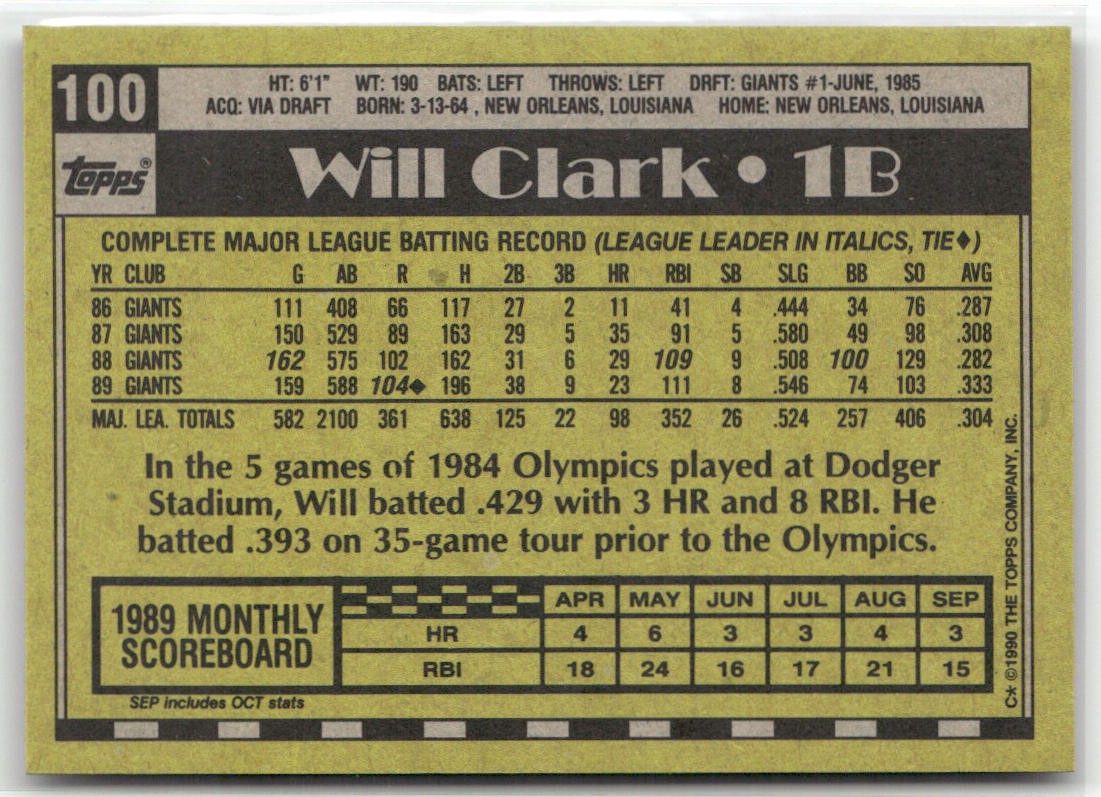 100
HT: 6'1" WT: 190 BATS: LEFT THROWS: LEFT DRFT: GIANTS #1-JUNE, 1985
ACQ: VIA DRAFT BORN: 3-13-64 , NEW ORLEANS, LOUISIANA HOME: NEW ORLEANS, LOUISIANA
topps®
Will Clark • 1B
COMPLETE MAJOR LEAGUE BATTING RECORD (LEAGUE LEADER IN ITALICS, TIE♦)
YR CLUB G AB R H 2B 3B HR RBI SB SLG BB SO AVG
86 GIANTS 111 408 66 117 27 2 11 41 4 .444 34 76 .287
87 GIANTS 150 529 89 163 29 5 35 91 5 .580 49 98 .308
88 GIANTS 162 575 102 162 31 6 29 109 9 .508 100 129 .282
89 GIANTS 159 588 104♦ 196 38 9 23 111 8 .546 74 103 .333
MAJ. LEA. TOTALS 582 2100 361 638 125 22 98 352 26 .524 257 406 .304
In the 5 games of 1984 Olympics played at Dodger
Stadium, Will batted .429 with 3 HR and 8 RBI. He
batted .393 on 35-game tour prior to the Olympics.
1989 MONTHLY
SCOREBOARD
APR MAY JUN JUL AUG SEP
HR 4 6 3 3 4 3
RBI 18 24 16 17 21 15
SEP includes OCT stats
C* ©1990 THE TOPPS COMPANY, INC.